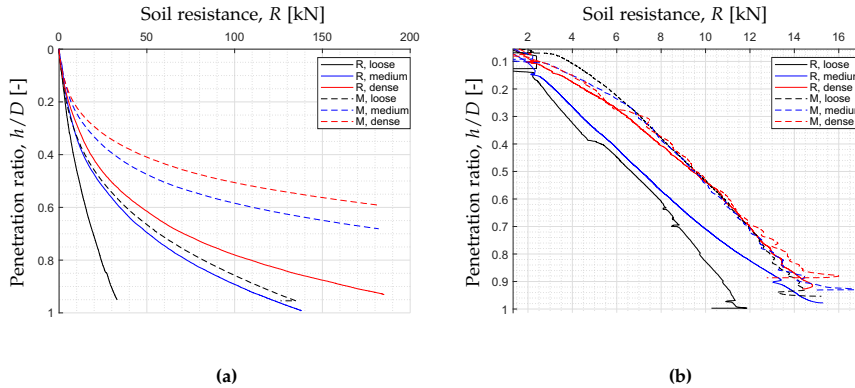 Soil resistance, R [kN]
0 50 100 150 200
0
0.2
0.4
0.6
0.8
1
Penetration ratio, h/D [-]
R, loose
R, medium
R, dense
M, loose
M, medium
M, dense
(a)
Soil resistance, R [kN]
2 4 6 8 10 12 14 16
0.1
0.2
0.3
0.4
0.5
0.6
0.7
0.8
0.9
1
Penetration ratio, h/D [-]
R, loose
R, medium
R, dense
M, loose
M, medium
M, dense
(b)